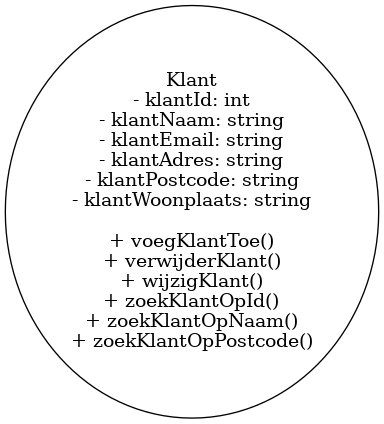 Klant
- klantId: int
- klantNaam: string
- klantEmail: string
- klantAdres: string
- klantPostcode: string
- klantWoonplaats: string
+ voegKlantToe()
+ verwijderKlant()
+ wijzigKlant()
+ zoekKlantOpId()
+ zoekKlantOpNaam()
+ zoekKlantOpPostcode()